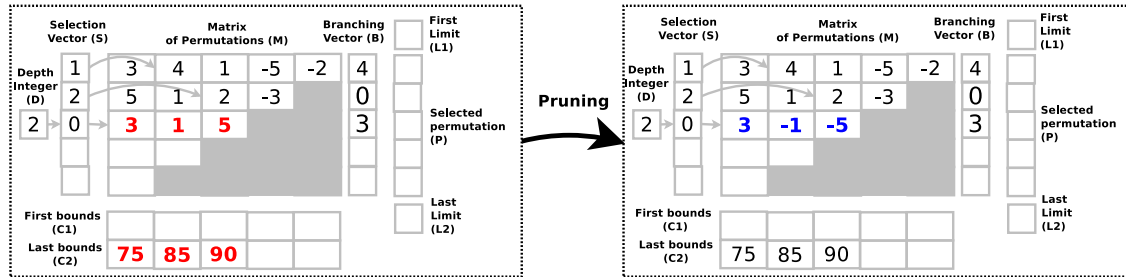 Selection Vector (S)
Matrix of Permutations (M)
Branching Vector (B)
First Limit (L1)
Depth Integer (D)
1 3 4 1 -5 -2 4
2 5 1 2 -3 0
2 0 3 1 5 3
Selected permutation (P)
First bounds (C1)
Last bounds (C2) 75 85 90
Last Limit (L2)
Pruning
Selection Vector (S)
Matrix of Permutations (M)
Branching Vector (B)
First Limit (L1)
Depth Integer (D)
1 3 4 1 -5 -2 4
2 5 1 2 -3 0
2 0 3 -1 -5 3
Selected permutation (P)
First bounds (C1)
Last bounds (C2) 75 85 90
Last Limit (L2)